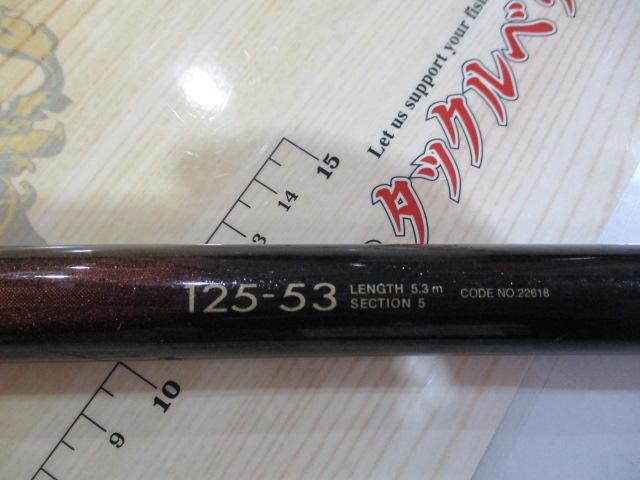 Let us support your fish
タックルベ
15
14
3
125-53
LENGTH 5.3 m
SECTION 5
CODE NO.22618
10
9